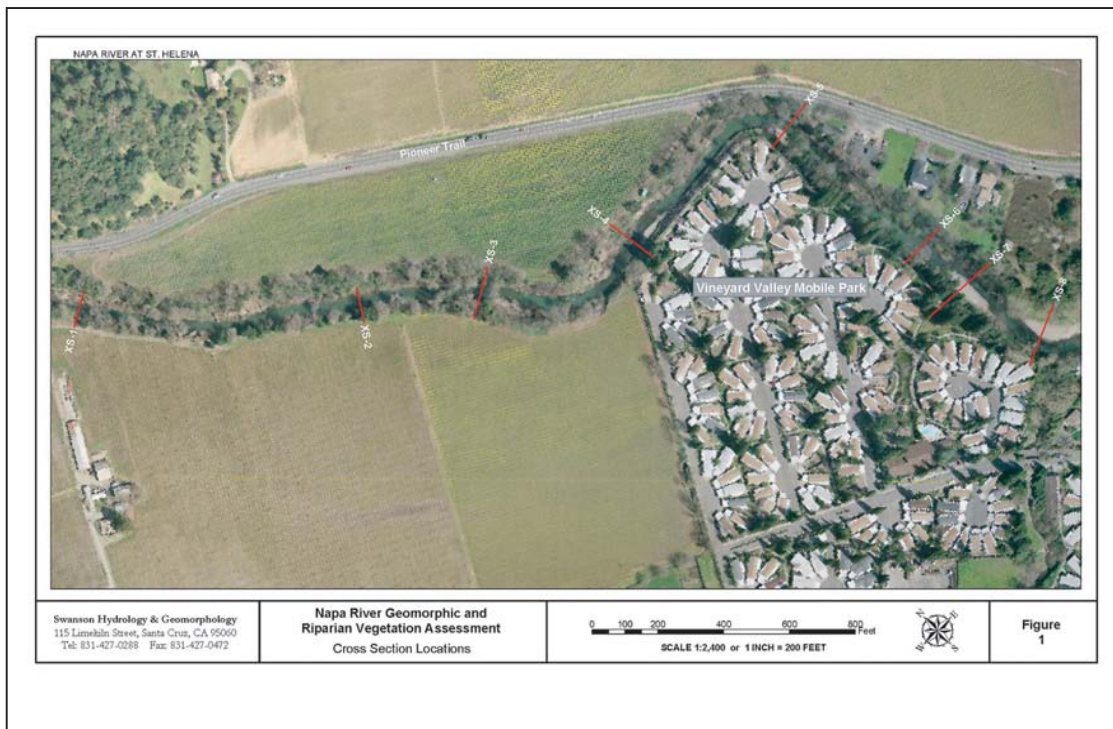 NAPA RIVER AT ST. HELENA
XS-5
Pioneer Trail
XS-4
XS-3
XS-6
XS-7
Vineyard Valley Mobile Park
XS-8
XS-1
XS-2
Swanson Hydrology & Geomorphology
115 Limekiln Street, Santa Cruz, CA 95060
Tel: 831-427-0288 Fax: 831-427-0472
Napa River Geomorphic and
Riparian Vegetation Assessment
Cross Section Locations
0 100 200 400 600 800
Feet
SCALE 1:2,400 or 1 INCH = 200 FEET
N
E
W
S
Figure
1